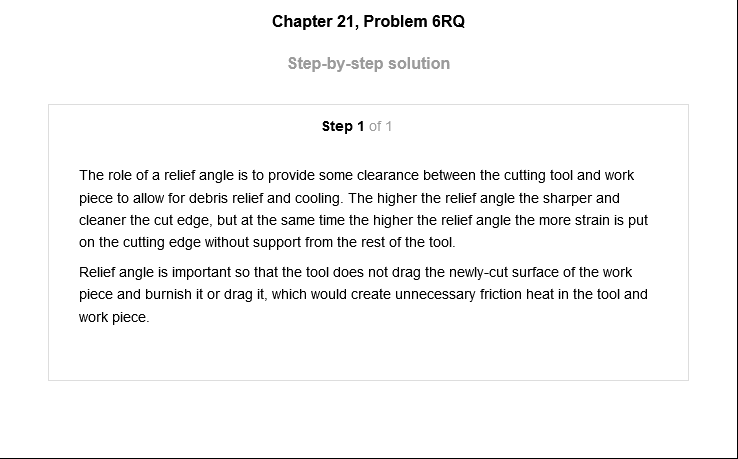 Chapter 21, Problem 6RQ
Step-by-step solution
Step 1 of 1
The role of a relief angle is to provide some clearance between the cutting tool and work
piece to allow for debris relief and cooling. The higher the relief angle the sharper and
cleaner the cut edge, but at the same time the higher the relief angle the more strain is put
on the cutting edge without support from the rest of the tool.
Relief angle is important so that the tool does not drag the newly-cut surface of the work
piece and burnish it or drag it, which would create unnecessary friction heat in the tool and
work piece.